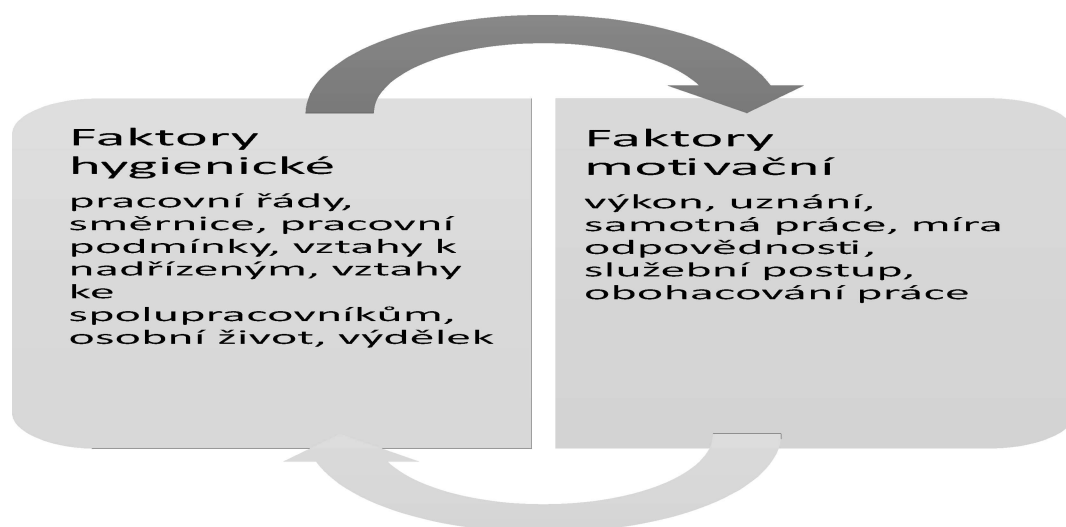 Faktory
hygienické
pracovní řády,
směrnice, pracovní
podmínky, vztahy k
nadřízeným, vztahy
ke
spolupracovníkům,
osobní život, výdělek
Faktory
motivační
výkon, uznání,
samotná práce, míra
odpovědnosti,
služební postup,
obohacování práce